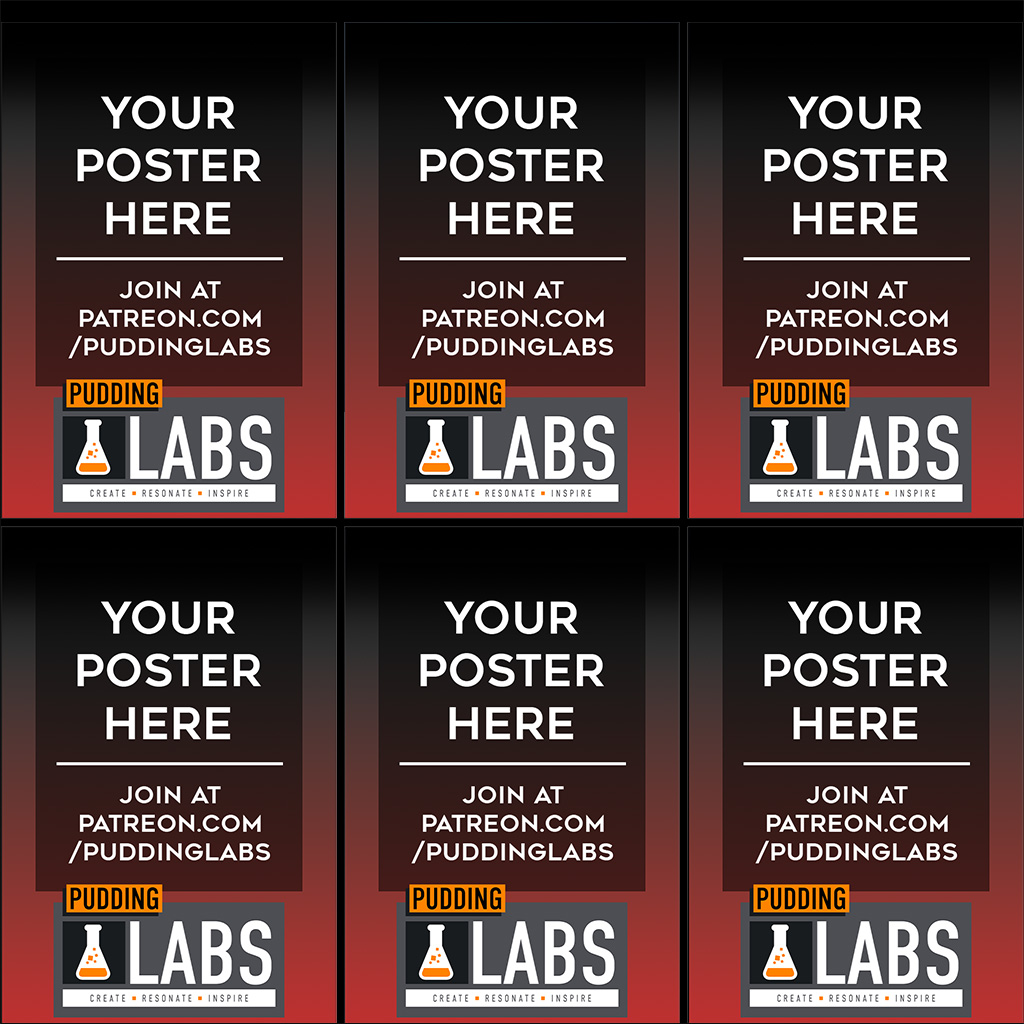 YOUR
POSTER
HERE
JOIN AT
PATREON.COM
/PUDDINGLABS
PUDDING
LABS
CREATE ▪ RESONATE ▪ INSPIRE
YOUR
POSTER
HERE
JOIN AT
PATREON.COM
/PUDDINGLABS
PUDDING
LABS
CREATE ▪ RESONATE ▪ INSPIRE
YOUR
POSTER
HERE
JOIN AT
PATREON.COM
/PUDDINGLABS
PUDDING
LABS
CREATE ▪ RESONATE ▪ INSPIRE
YOUR
POSTER
HERE
JOIN AT
PATREON.COM
/PUDDINGLABS
PUDDING
LABS
CREATE ▪ RESONATE ▪ INSPIRE
YOUR
POSTER
HERE
JOIN AT
PATREON.COM
/PUDDINGLABS
PUDDING
LABS
CREATE ▪ RESONATE ▪ INSPIRE
YOUR
POSTER
HERE
JOIN AT
PATREON.COM
/PUDDINGLABS
PUDDING
LABS
CREATE ▪ RESONATE ▪ INSPIRE